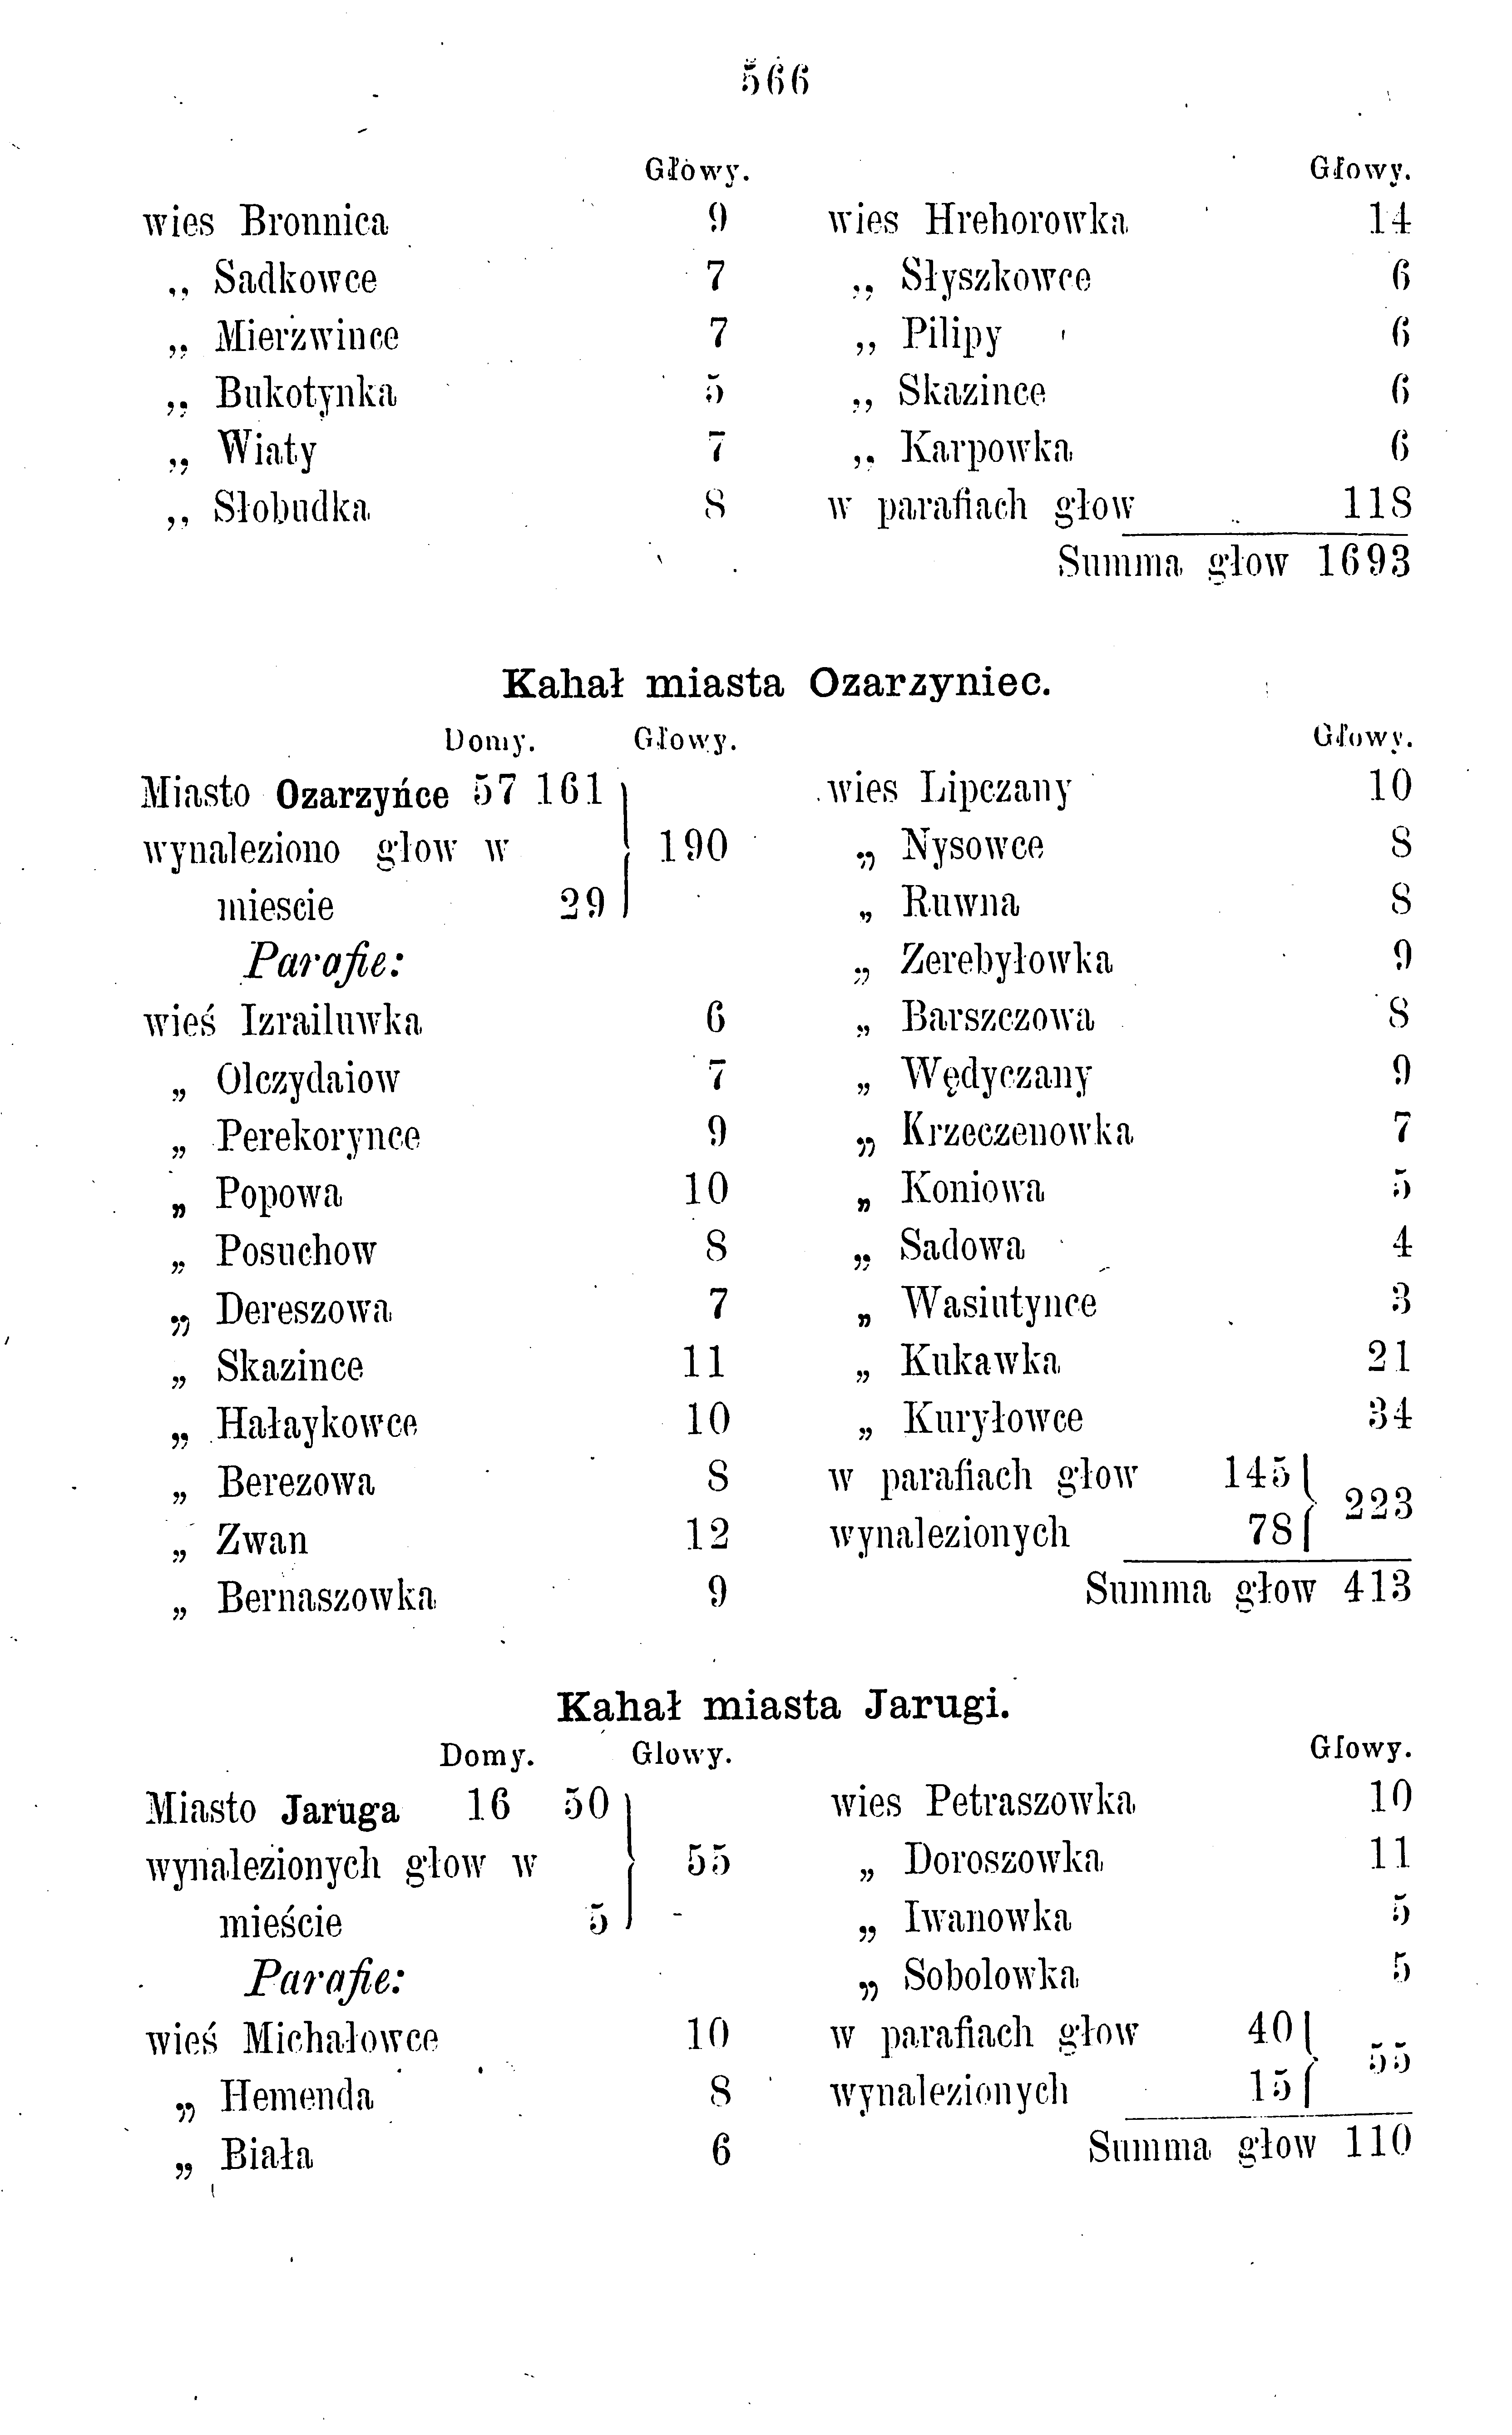 566
Głowy.
wies Bronnica 9
„ Sadkowce 7
„ Mierzwince 7
„ Bukotynka 5
„ Wiaty 7
„ Słobudka 8
Głowy.
wies Hrehorowka 14
„ Słyszkowce 6
„ Pilipy 6
„ Skazince 6
„ Karpowka 6
w parafiach głow 118
Summa głow 1693
Kahał miasta Ozarzyniec.
Domy. Głowy.
Miasto Ozarzyńce 57 161
wynaleziono głow w 190
miescie 29
Parafie:
wieś Izrailuwka 6
„ Olczydaiow 7
„ Perekorynce 9
„ Popowa 10
„ Posuchow 8
„ Dereszowa 7
„ Skazince 11
„ Hałaykowce 10
„ Berezowa 8
„ Zwan 12
„ Bernaszowka 9
Głowy.
wies Lipczany 10
„ Nysowce 8
„ Ruwna 8
„ Zerebyłowka 9
„ Barszczowa 8
„ Wędyczany 9
„ Krzeczenowka 7
„ Koniowa 5
„ Sadowa 4
„ Wasiutynce 3
„ Kukawka 21
„ Kuryłowce 34
w parafiach głow 145
223
wynalezionych 78
Summa głow 413
Kahał miasta Jarugi.
Domy. Glowy.
Miasto Jaruga 16 50
wynalezionych głow w 55
mieście 5
Parafie:
wieś Michałowce 10
„ Hemenda 8
„ Biała 6
Głowy.
wies Petraszowka 10
„ Doroszowka 11
„ Iwanowka 5
„ Sobolowka 5
w parafiach głow 40
55
wynalezionych 15
Summa głow 110